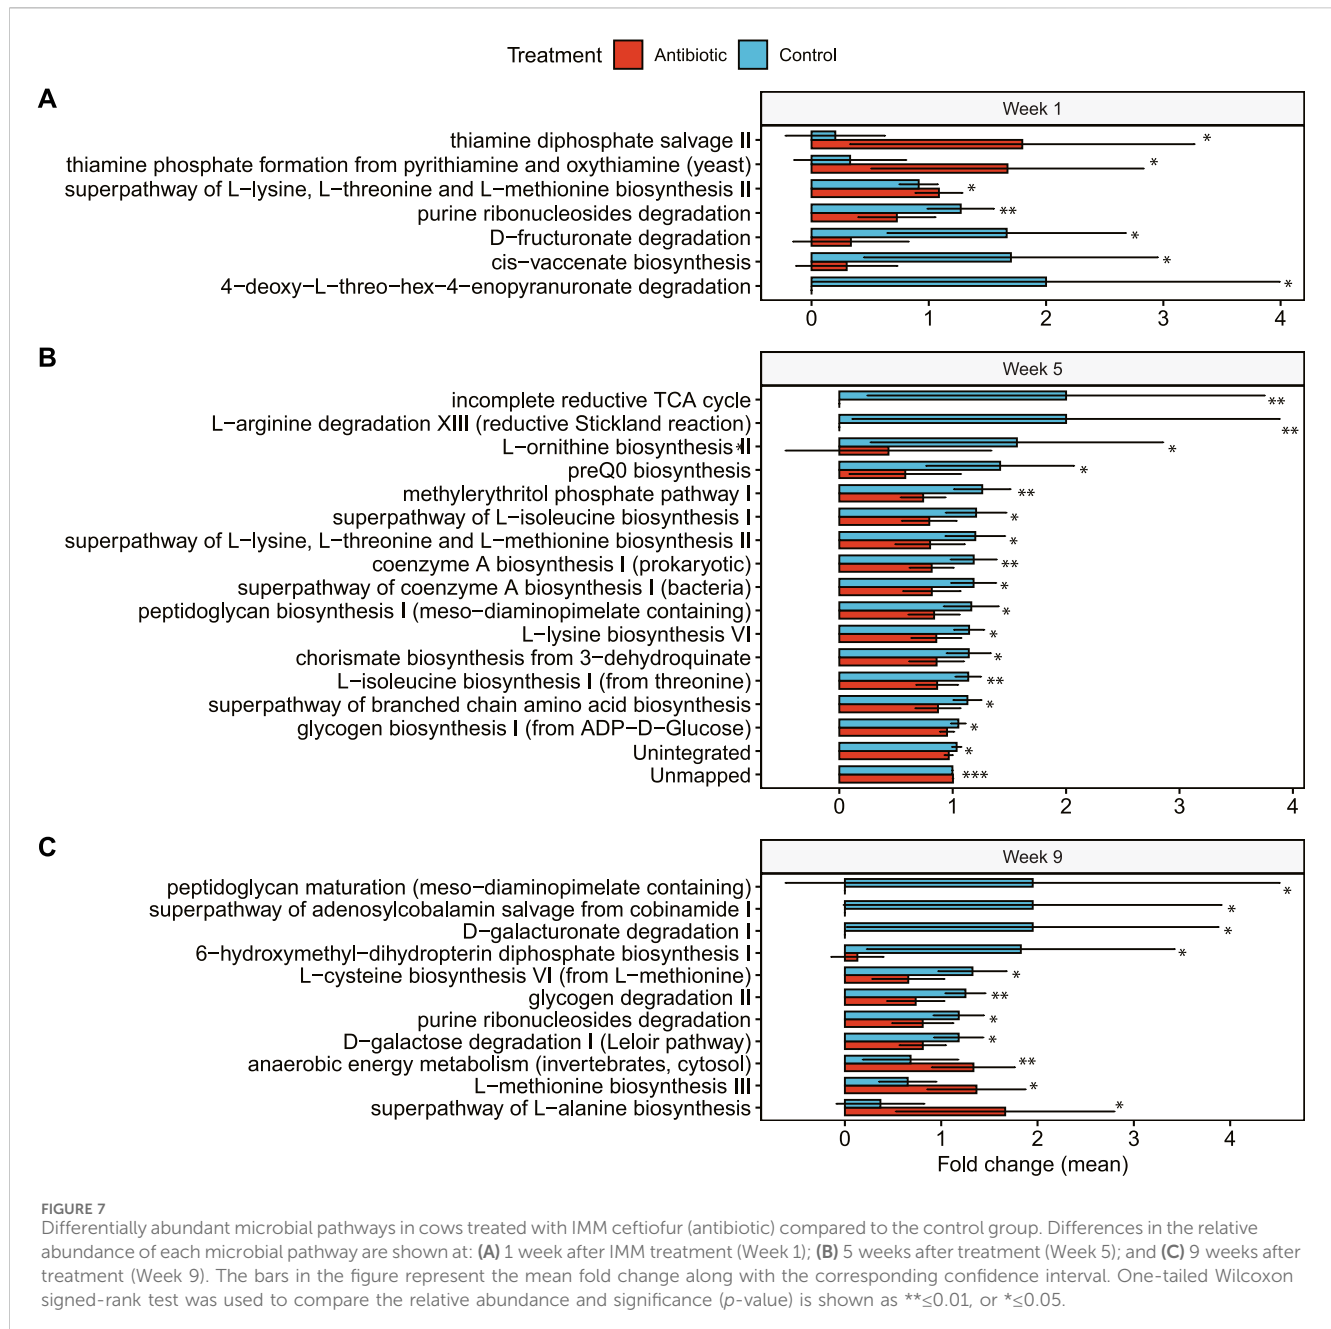 Treatment Antibiotic Control
A
Week 1
thiamine diphosphate salvage II *
thiamine phosphate formation from pyrithiamine and oxythiamine (yeast) *
superpathway of L−lysine, L−threonine and L−methionine biosynthesis II *
purine ribonucleosides degradation **
D−fructuronate degradation *
cis−vaccenate biosynthesis *
4−deoxy−L−threo−hex−4−enopyranuronate degradation *
0 1 2 3 4
B
Week 5
incomplete reductive TCA cycle **
L−arginine degradation XIII (reductive Stickland reaction) **
L−ornithine biosynthesis II *
preQ0 biosynthesis *
methylerythritol phosphate pathway I **
superpathway of L−isoleucine biosynthesis I *
superpathway of L−lysine, L−threonine and L−methionine biosynthesis II *
coenzyme A biosynthesis I (prokaryotic) **
superpathway of coenzyme A biosynthesis I (bacteria) *
peptidoglycan biosynthesis I (meso−diaminopimelate containing) *
L−lysine biosynthesis VI *
chorismate biosynthesis from 3−dehydroquinate *
L−isoleucine biosynthesis I (from threonine) **
superpathway of branched chain amino acid biosynthesis *
glycogen biosynthesis I (from ADP−D−Glucose) *
Unintegrated *
Unmapped ***
0 1 2 3 4
C
Week 9
peptidoglycan maturation (meso−diaminopimelate containing) *
superpathway of adenosylcobalamin salvage from cobinamide I *
D−galacturonate degradation I *
6−hydroxymethyl−dihydropterin diphosphate biosynthesis I *
L−cysteine biosynthesis VI (from L−methionine) *
glycogen degradation II **
purine ribonucleosides degradation *
D−galactose degradation I (Leloir pathway) *
anaerobic energy metabolism (invertebrates, cytosol) **
L−methionine biosynthesis III *
superpathway of L−alanine biosynthesis *
0 1 2 3 4
Fold change (mean)
FIGURE 7
Differentially abundant microbial pathways in cows treated with IMM ceftiofur (antibiotic) compared to the control group. Differences in the relative
abundance of each microbial pathway are shown at: (A) 1 week after IMM treatment (Week 1); (B) 5 weeks after treatment (Week 5); and (C) 9 weeks after
treatment (Week 9). The bars in the figure represent the mean fold change along with the corresponding confidence interval. One-tailed Wilcoxon
signed-rank test was used to compare the relative abundance and significance (p-value) is shown as **≤0.01, or *≤0.05.